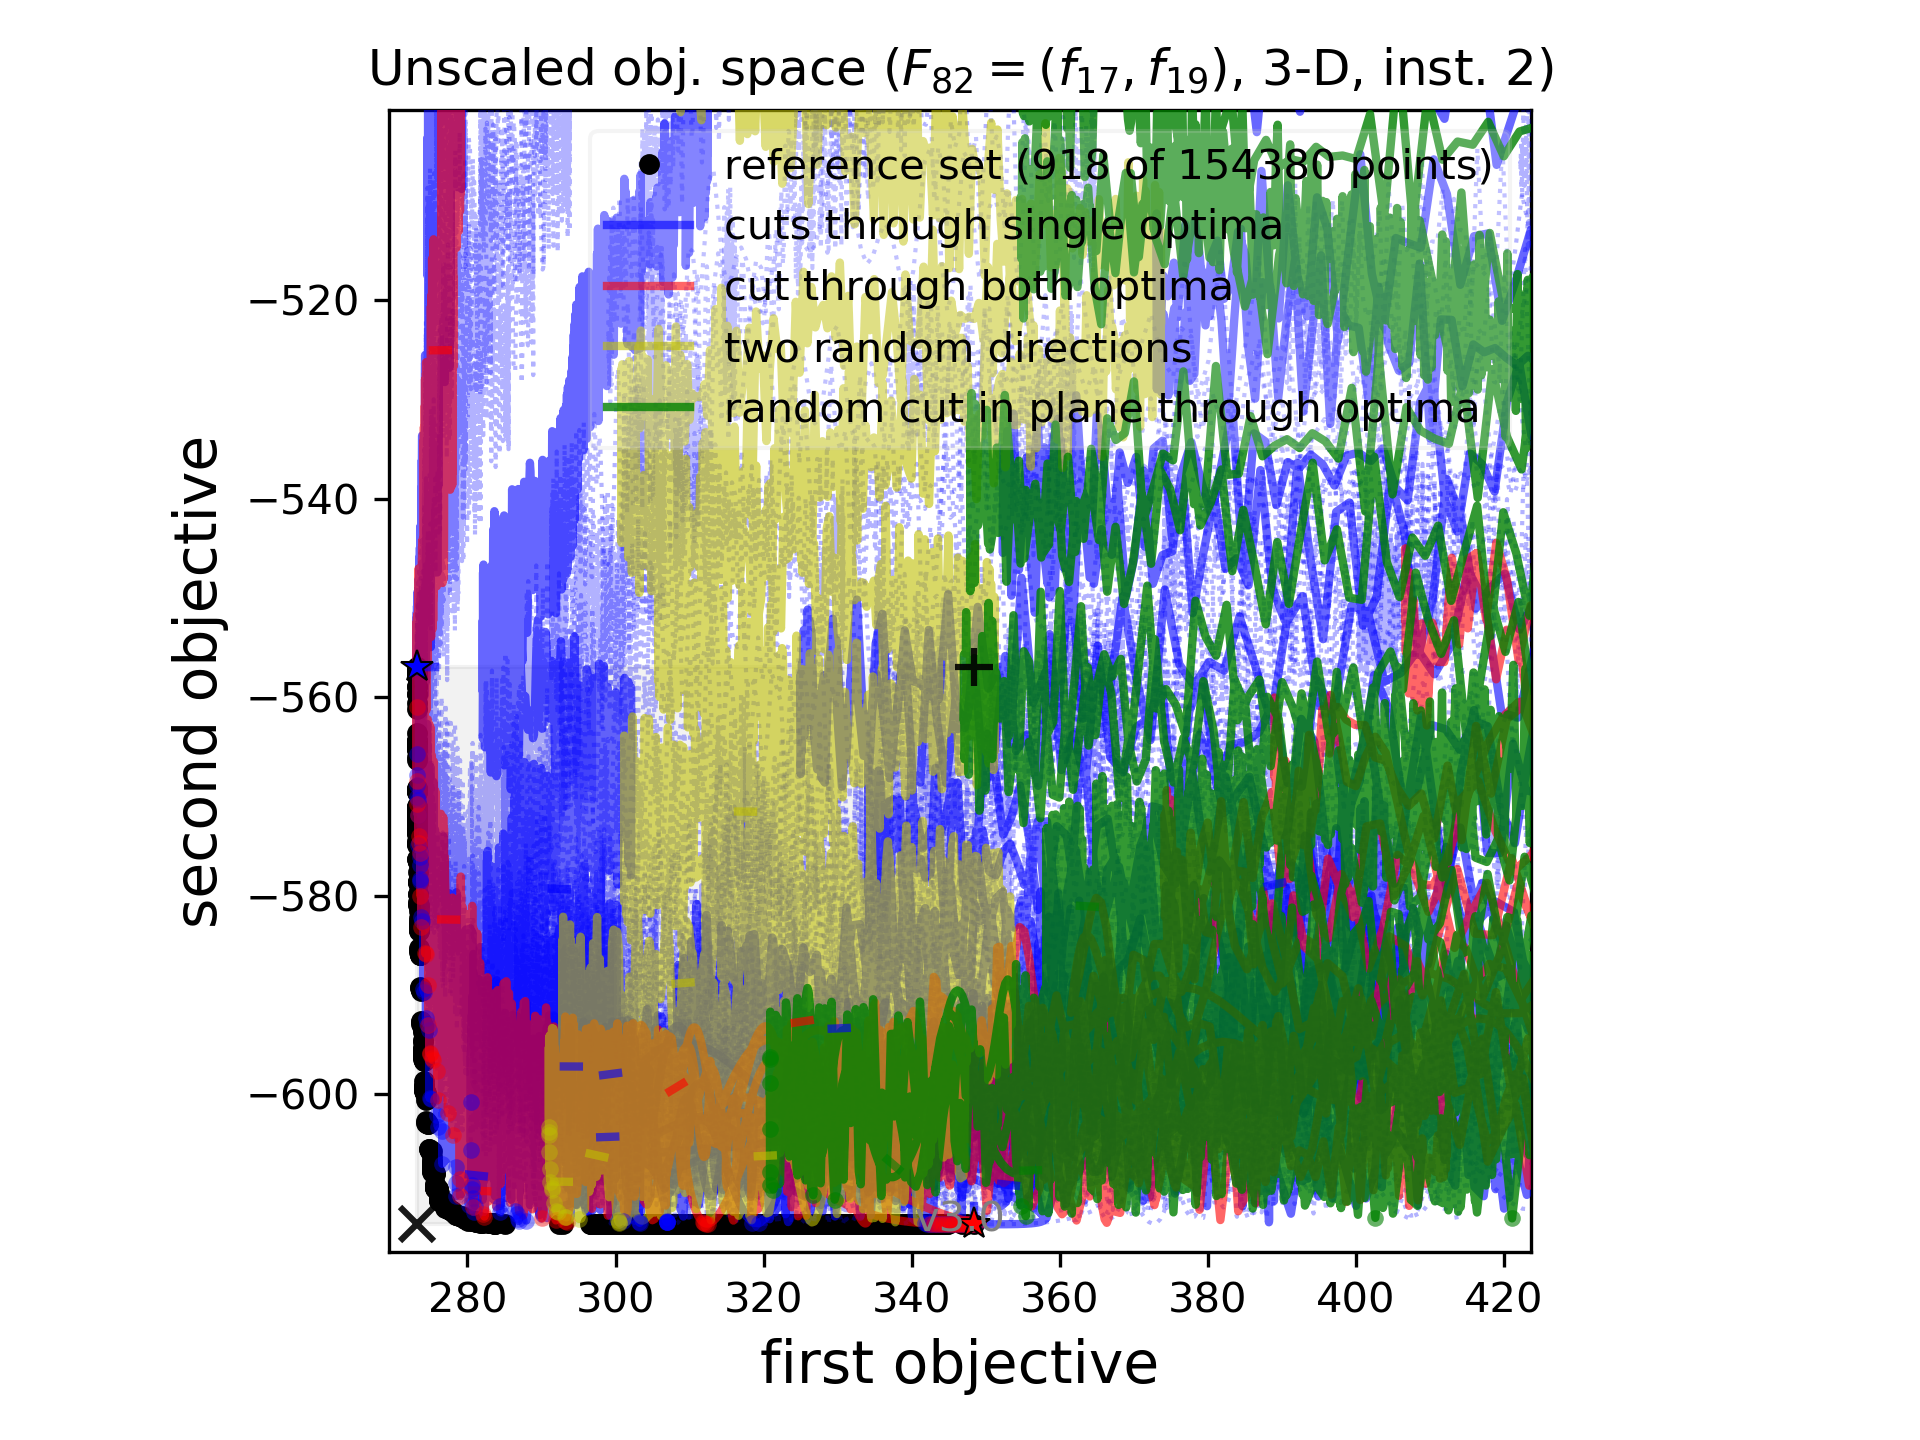 Unscaled obj. space (F82 = (f17, f19), 3-D, inst. 2)
reference set (918 of 154380 points)
cuts through single optima
cut through both optima
two random directions
random cut in plane through optima
second objective
−520
−540
−560
−580
−600
280 300 320 340 360 380 400 420
first objective